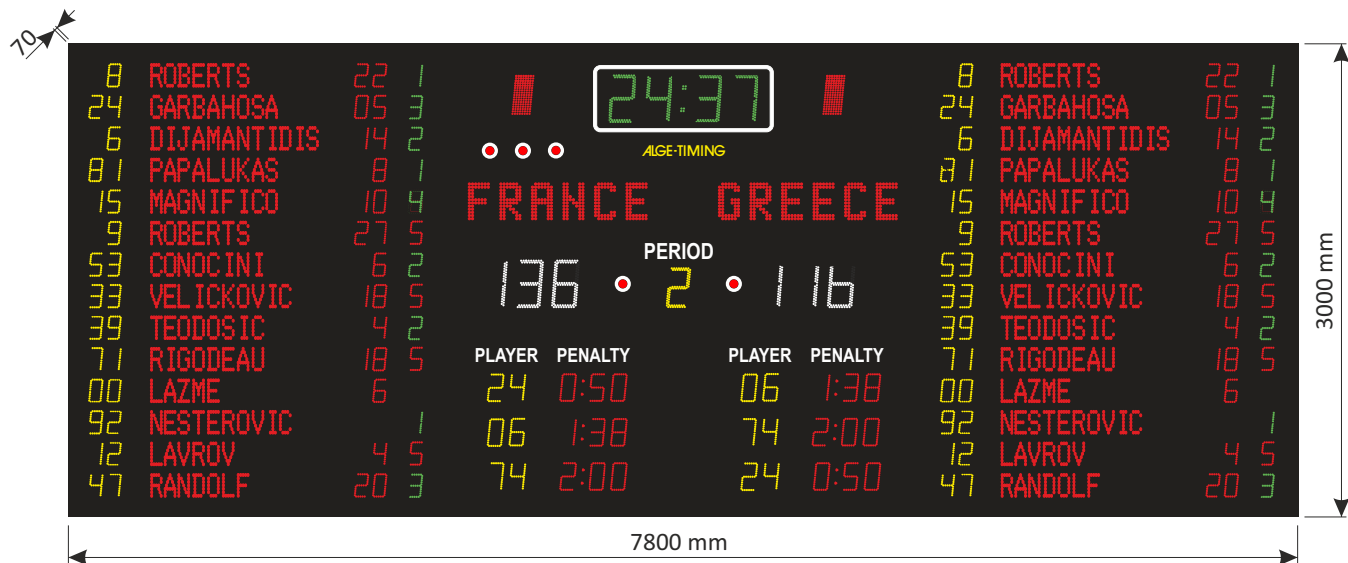 70
8 ROBERTS 22 1
24 GARBAHOSA 05 3
6 DIJAMANTIDIS 14 2
81 PAPALUKAS 8 1
15 MAGNIFICO 10 4
9 ROBERTS 27 5
53 CONOCINI 6 2
33 VELICKOVIC 18 5
39 TEODOSIC 4 2
71 RIGODEAU 18 5
00 LAZME 6
92 NESTEROVIC 1
12 LAVROV 4 5
47 RANDOLF 20 3
24:37
ALGE-TIMING
FRANCE GREECE
PERIOD
136 2 116
PLAYER PENALTY PLAYER PENALTY
24 0:50 06 1:38
06 1:38 74 2:00
74 2:00 24 0:50
8 ROBERTS 22 1
24 GARBAHOSA 05 3
6 DIJAMANTIDIS 14 2
81 PAPALUKAS 8 1
15 MAGNIFICO 10 4
9 ROBERTS 27 5
53 CONOCINI 6 2
33 VELICKOVIC 18 5
39 TEODOSIC 4 2
71 RIGODEAU 18 5
00 LAZME 6
92 NESTEROVIC 1
12 LAVROV 4 5
47 RANDOLF 20 3
3000 mm
7800 mm